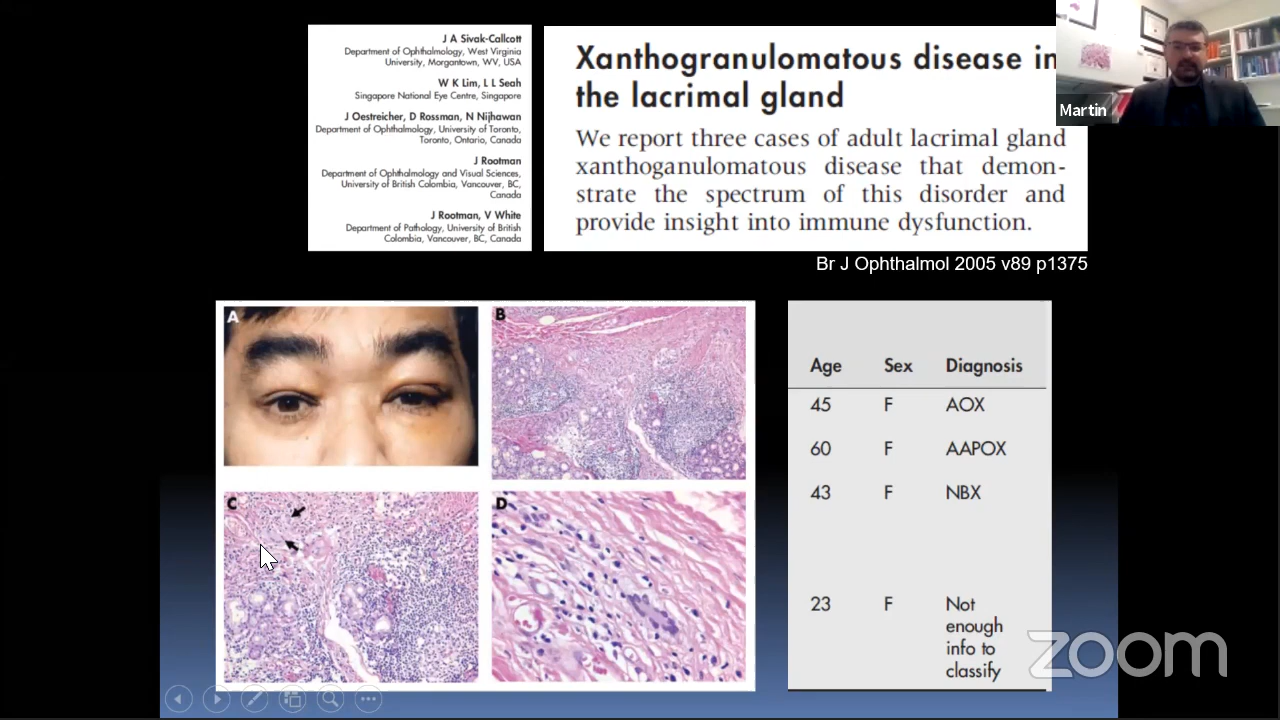 J A Sivak-Callcott
Department of Ophthalmology, West Virginia
University, Morgantown, WV, USA
W K Lim, L L Seah
Singapore National Eye Centre, Singapore
J Oestreicher, D Rossman, N Nijhawan
Department of Ophthalmology, University of Toronto,
Toronto, Ontario, Canada
J Rootman
Department of Ophthalmology and Visual Sciences,
University of British Colombia, Vancouver, BC,
Canada
J Rootman, V White
Department of Pathology, University of British
Colombia, Vancouver, BC, Canada
Xanthogranulomatous disease in
the lacrimal gland
We report three cases of adult lacrimal gland
xanthoganulomatous disease that demon-
strate the spectrum of this disorder and
provide insight into immune dysfunction.
Br J Ophthalmol 2005 v89 p1375
Martin
A
B
C
D
Age Sex Diagnosis
45 F AOX
60 F AAPOX
43 F NBX
23 F Not
enough
info to
classify
zoom